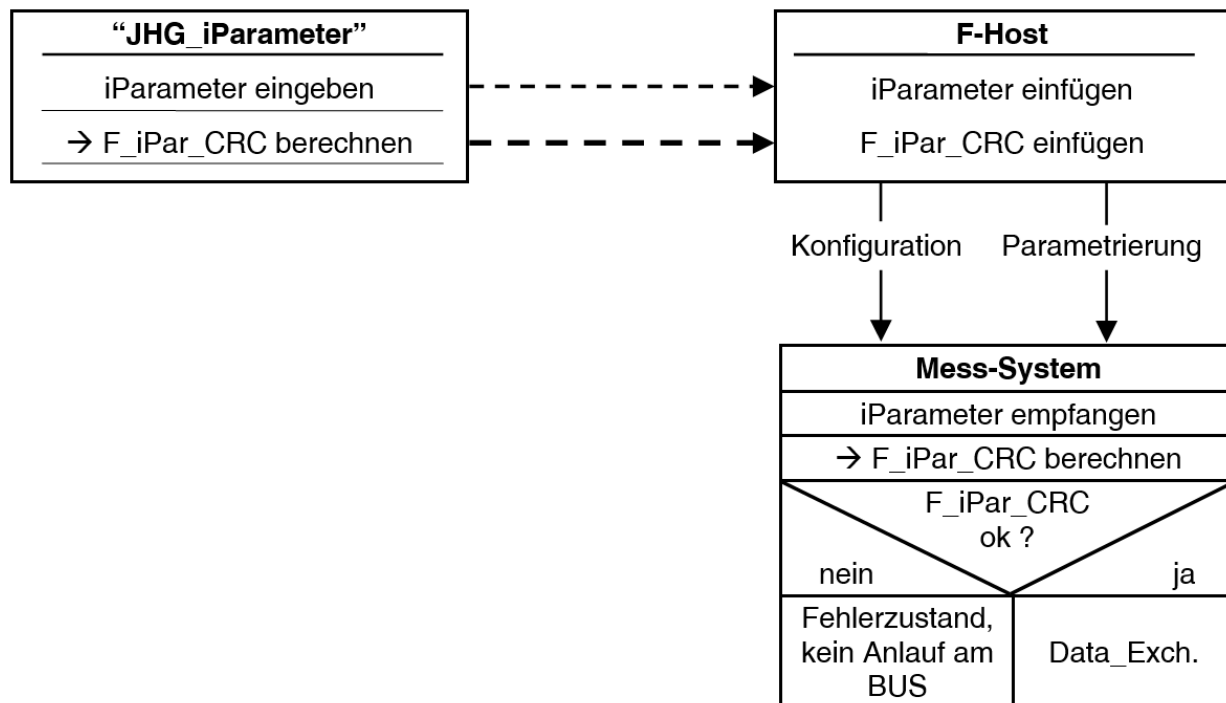 “JHG_iParameter”
iParameter eingeben
→ F_iPar_CRC berechnen
F-Host
iParameter einfügen
F_iPar_CRC einfügen
Konfiguration
Parametrierung
Mess-System
iParameter empfangen
→ F_iPar_CRC berechnen
F_iPar_CRC
ok ?
nein
ja
Fehlerzustand,
kein Anlauf am
BUS
Data_Exch.